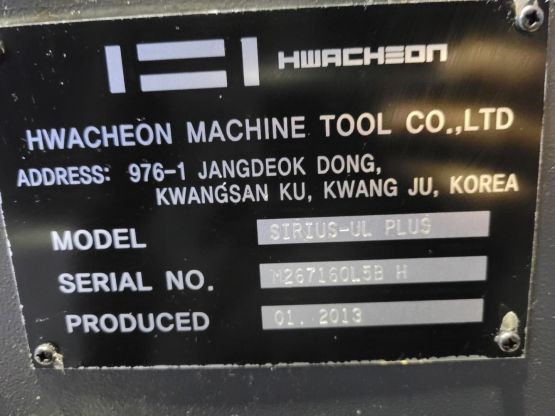 HWACHEON
HWACHEON MACHINE TOOL CO.,LTD
ADDRESS: 976-1 JANGDEOK DONG,
KWANGSAN KU, KWANG JU, KOREA
MODEL SIRIUS-UL PLUS
SERIAL NO. M267160L5B H
PRODUCED 01..2013